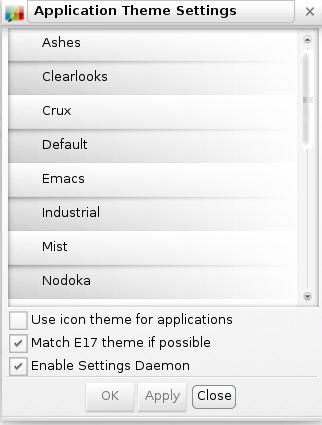 Application Theme Settings
Ashes
Clearlooks
Crux
Default
Emacs
Industrial
Mist
Nodoka
Use icon theme for applications
Match E17 theme if possible
Enable Settings Daemon
OK Apply Close